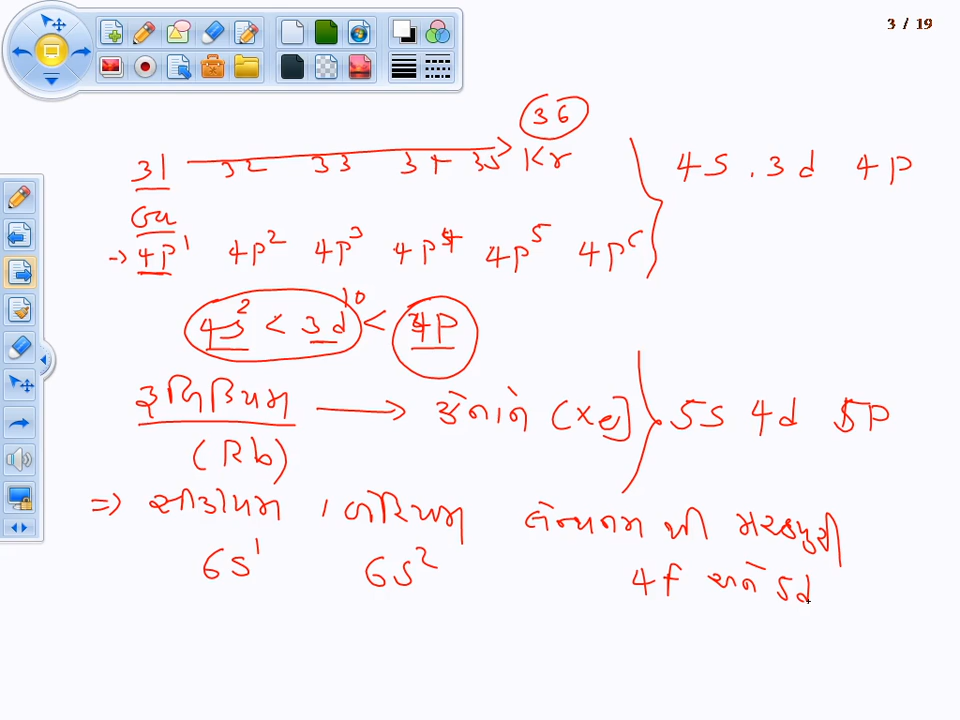 3 / 19
36
31 32 33 34 35 Kr
4s . 3d 4p
Ga
→ 4p¹ 4p² 4p³ 4p⁴ 4p⁵ 4p⁶
4s² < 3d¹⁰ < 4p
રુબિડિયમ → ઝેનોન (Xe) 5s 4d 5p
(Rb)
⇒ , બેરિયમ લેન્થેનમ થી મરક્યુરી
6s¹ 6s² 4f અને 5d